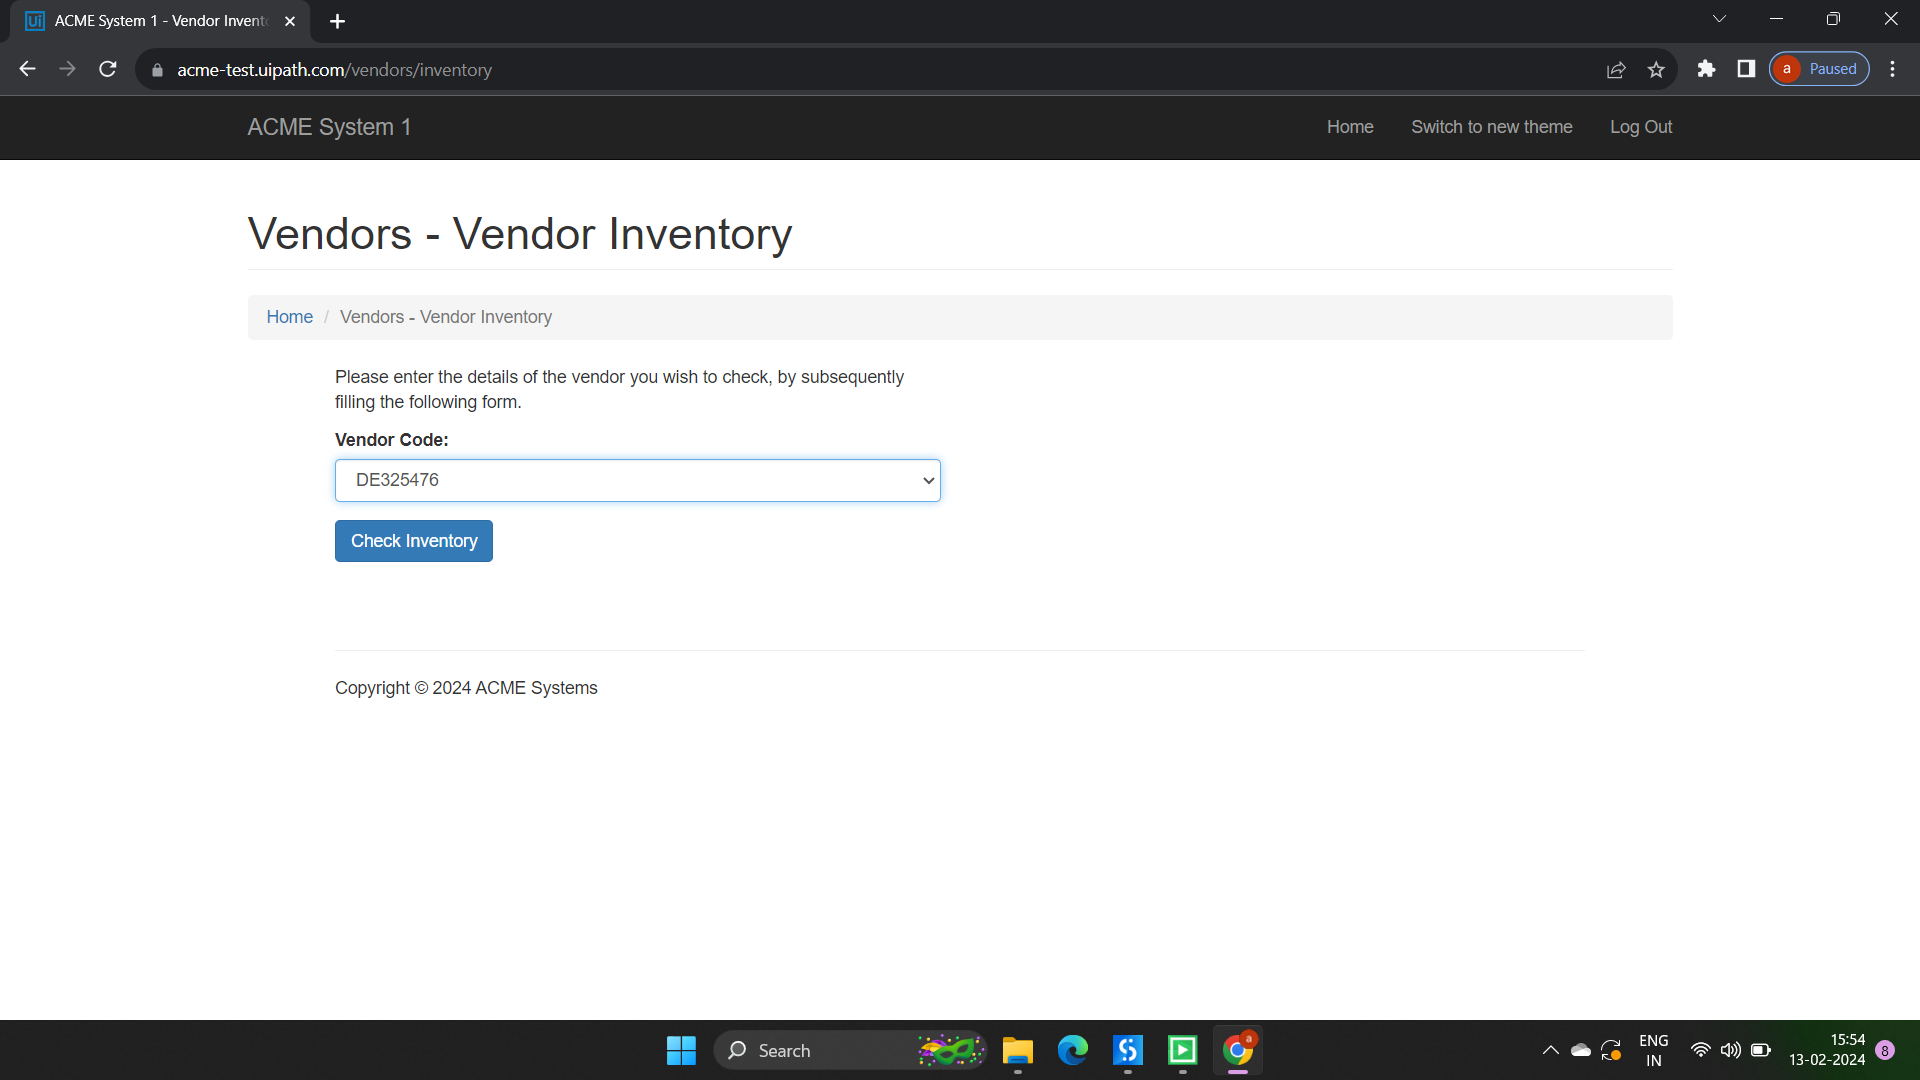 ACME System 1 - Vendor Invent
acme-test.uipath.com/vendors/inventory
a Paused
ACME System 1
Home Switch to new theme Log Out
Vendors - Vendor Inventory
Home / Vendors - Vendor Inventory
Please enter the details of the vendor you wish to check, by subsequently
filling the following form.
Vendor Code:
DE325476
Check Inventory
Copyright © 2024 ACME Systems
Search
a
ENG
IN
15:54
13-02-2024
8